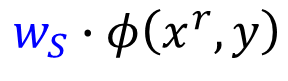 w_S · ϕ(x^r, y)